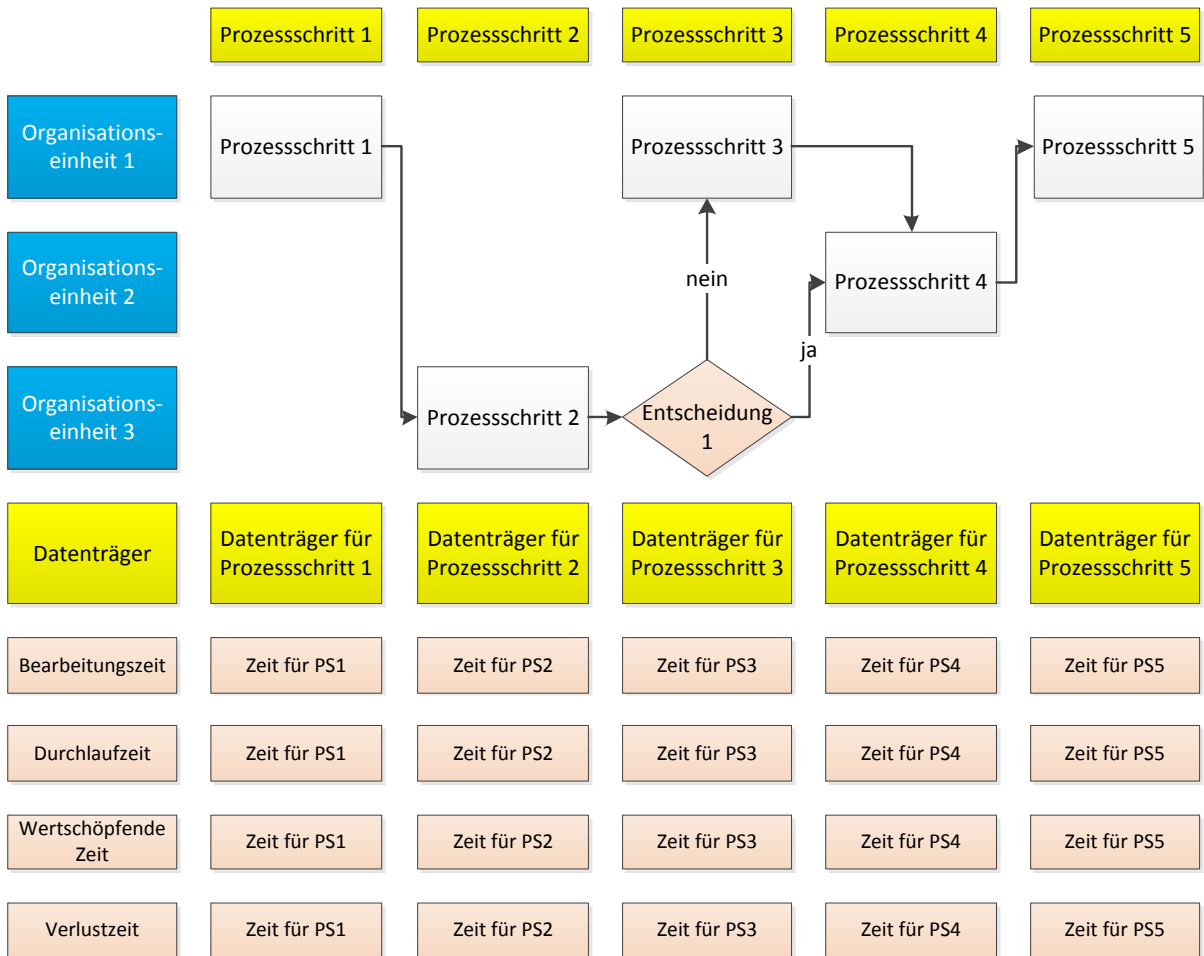 Prozessschritt 1
Prozessschritt 2
Prozessschritt 3
Prozessschritt 4
Prozessschritt 5
Organisations-
einheit 1
Prozessschritt 1
Prozessschritt 3
Prozessschritt 5
Organisations-
einheit 2
nein
Prozessschritt 4
ja
Organisations-
einheit 3
Prozessschritt 2
Entscheidung
1
Datenträger
Datenträger für
Prozessschritt 1
Datenträger für
Prozessschritt 2
Datenträger für
Prozessschritt 3
Datenträger für
Prozessschritt 4
Datenträger für
Prozessschritt 5
Bearbeitungszeit
Zeit für PS1
Zeit für PS2
Zeit für PS3
Zeit für PS4
Zeit für PS5
Durchlaufzeit
Zeit für PS1
Zeit für PS2
Zeit für PS3
Zeit für PS4
Zeit für PS5
Wertschöpfende
Zeit
Zeit für PS1
Zeit für PS2
Zeit für PS3
Zeit für PS4
Zeit für PS5
Verlustzeit
Zeit für PS1
Zeit für PS2
Zeit für PS3
Zeit für PS4
Zeit für PS5